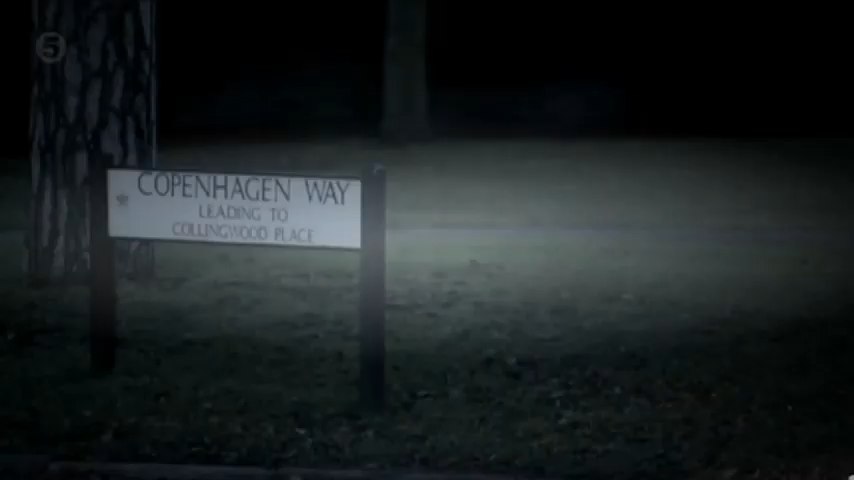 5
COPENHAGEN WAY
LEADING TO
COLLINGWOOD PLACE